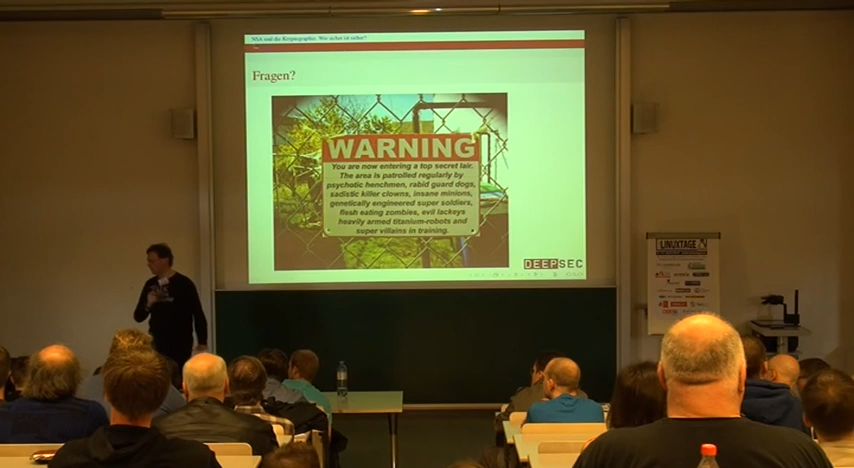 NSA und die Kryptographie: Wie sicher ist sicher?
Fragen?
WARNING
You are now entering a top secret lair.
The area is patrolled regularly by
psychotic henchmen, rabid guard dogs,
sadistic killer clowns, insane minions,
genetically engineered super soldiers,
flesh eating zombies, evil lackeys
heavily armed titanium-robots and
super villains in training.
DEEPSEC
LINUXTAGE